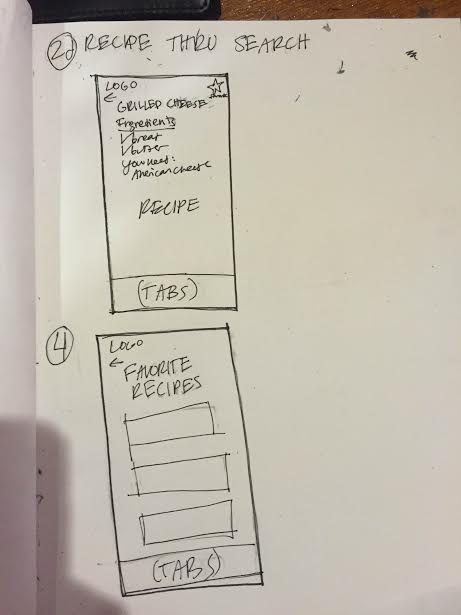 2a RECIPE THRU SEARCH
LOGO
←
GRILLED CHEESE
Ingredients
✓ bread
✓ butter
You need:
American cheese
RECIPE
(TABS)
4
LOGO
←
FAVORITE
RECIPES
(TABS)